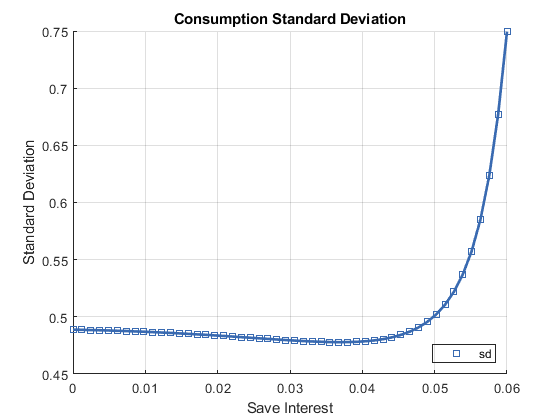 Consumption Standard Deviation
0.75
0.7
0.65
0.6
0.55
0.5
0.45
Standard Deviation
sd
0 0.01 0.02 0.03 0.04 0.05 0.06
Save Interest